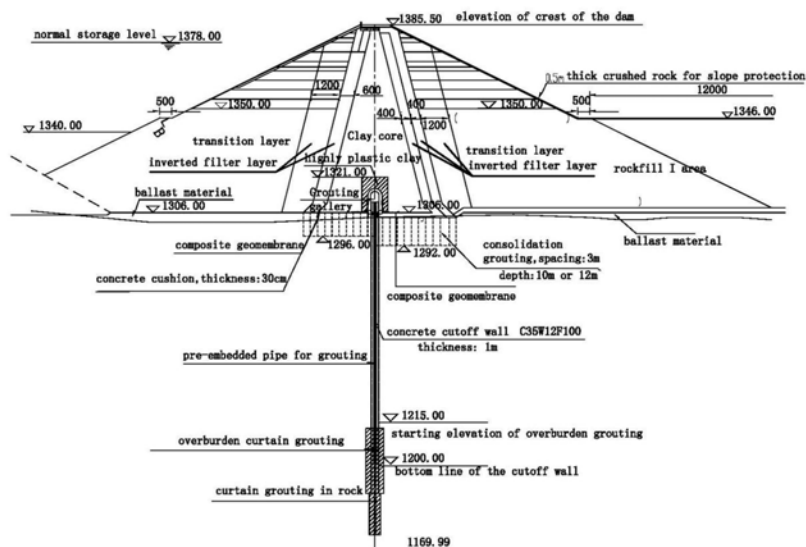 1385.50 elevation of crest of the dam
normal storage level 1378.00
0.5m thick crushed rock for slope protection
1200 600
500 1350.00
400 400
1350.00 500
12000
1346.00
1340.00
1200
transition layer
Clay core
transition layer
inverted filter layer
highly plastic clay
inverted filter layer
1321.00
rockfill I area
ballast material
Grouting
gallery
1306.00
1306.00
composite geomembrane
1296.00
1292.00
consolidation
grouting, spacing:3m
ballast material
concrete cushion, thickness:30cm
depth:10m or 12m
composite geomembrane
concrete cutoff wall C35W12F100
thickness: 1m
pre-embedded pipe for grouting
1215.00
overburden curtain grouting
starting elevation of overburden grouting
1200.00
bottom line of the cutoff wall
curtain grouting in rock
1169.99